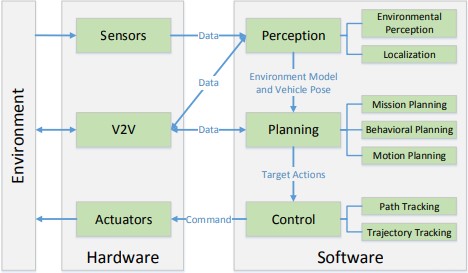 Environment
Sensors
V2V
Actuators
Hardware
Data
Data
Data
Command
Perception
Environment Model
and Vehicle Pose
Planning
Target Actions
Control
Environmental
Perception
Localization
Mission Planning
Behavioral Planning
Motion Planning
Path Tracking
Trajectory Tracking
Software